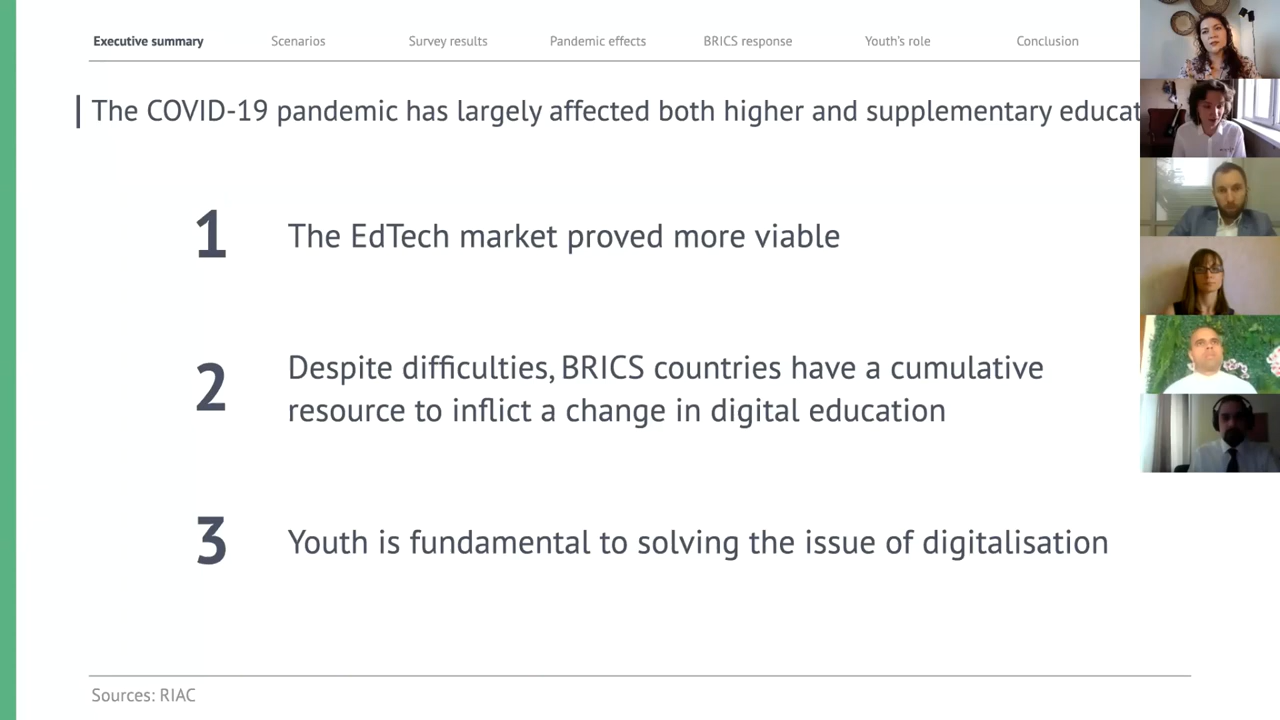 Executive summary Scenarios Survey results Pandemic effects BRICS response Youth's role Conclusion
The COVID-19 pandemic has largely affected both higher and supplementary
1 The EdTech market proved more viable
2 Despite difficulties, BRICS countries have a cumulative
resource to inflict a change in digital education
3 Youth is fundamental to solving the issue of digitalisation
Sources: RIAC